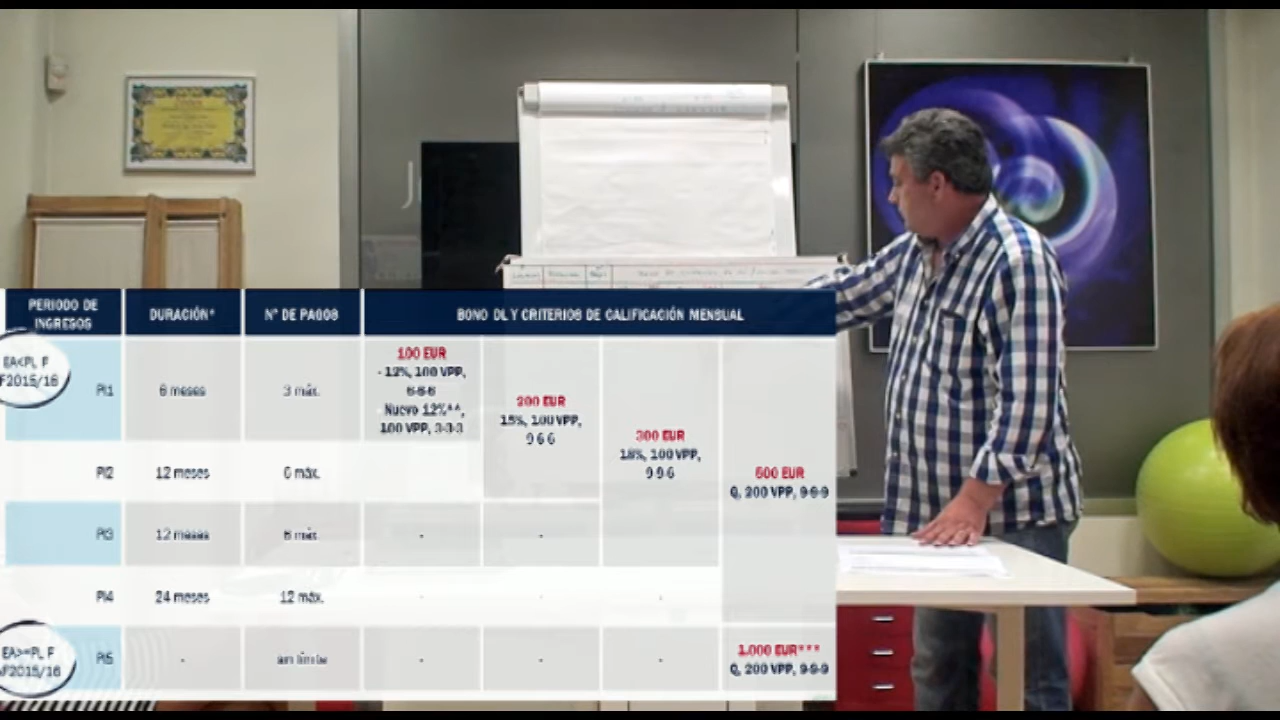 PERIODO DE
INGRESOS
DURACIÓN*
Nº DE PAGOS
BONO DL Y CRITERIOS DE CALIFICACIÓN MENSUAL
EA<PL F
F2015/16
PI1
6 meses
3 máx.
100 EUR
- 12%, 100 VPP,
6-6-6
Nuevo 12%**,
100 VPP, 3-3-3
200 EUR
15%, 100 VPP,
9-6-6
300 EUR
18%, 100 VPP,
9-9-6
500 EUR
Q, 200 VPP, 9-9-9
PI2
12 meses
6 máx.
PI3
12 meses
6 máx.
-
-
PI4
24 meses
12 máx.
-
-
-
EA>=PL F
F2015/16
PI5
-
sin límite
-
-
-
1.000 EUR***
Q, 200 VPP, 9-9-9